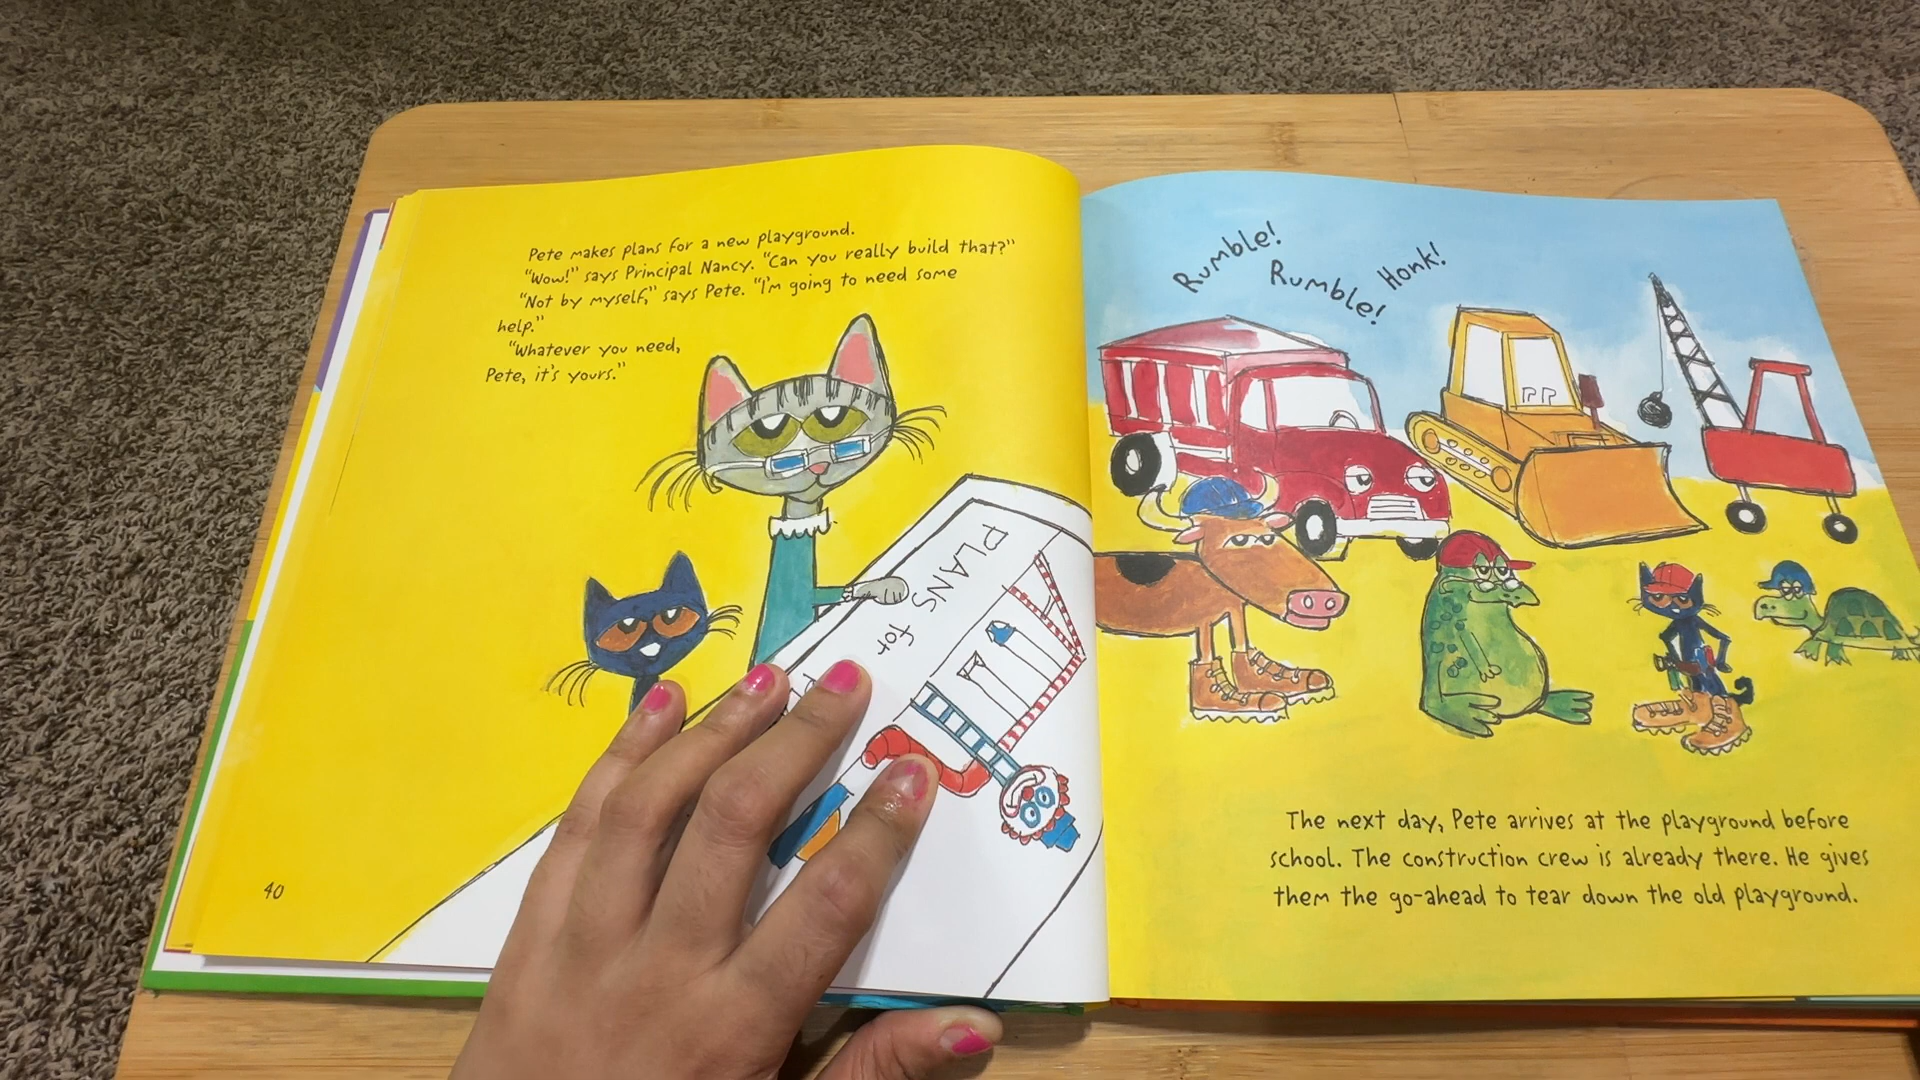 Pete makes plans for a new playground.
"Wow!" says Principal Nancy. "Can you really build that?"
"Not by myself," says Pete. "I'm going to need some
help."
"Whatever you need,
Pete, it's yours."
PLANS for
40
Rumble!
Rumble!
Honk!
The next day, Pete arrives at the playground before
school. The construction crew is already there. He gives
them the go-ahead to tear down the old playground.